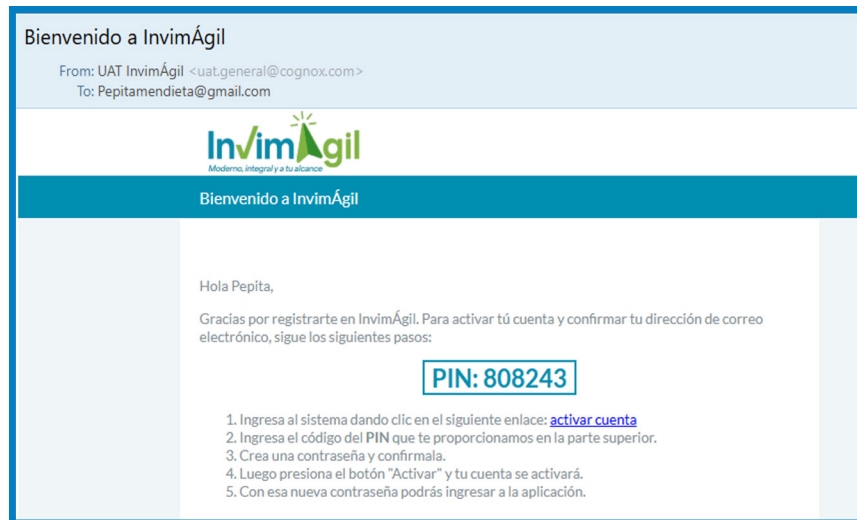 Bienvenido a InvimÁgil
From: UAT InvimÁgil <uat.general@cognox.com>
To: Pepitamendieta@gmail.com
InvimÁgil
Moderno, integral y a tu alcance
Bienvenido a InvimÁgil
Hola Pepita,
Gracias por registrarte en InvimÁgil. Para activar tú cuenta y confirmar tu dirección de correo
electrónico, sigue los siguientes pasos:
PIN: 808243
1. Ingresa al sistema dando clic en el siguiente enlace: activar cuenta
2. Ingresa el código del PIN que te proporcionamos en la parte superior.
3. Crea una contraseña y confirmala.
4. Luego presiona el botón "Activar" y tu cuenta se activará.
5. Con esa nueva contraseña podrás ingresar a la aplicación.